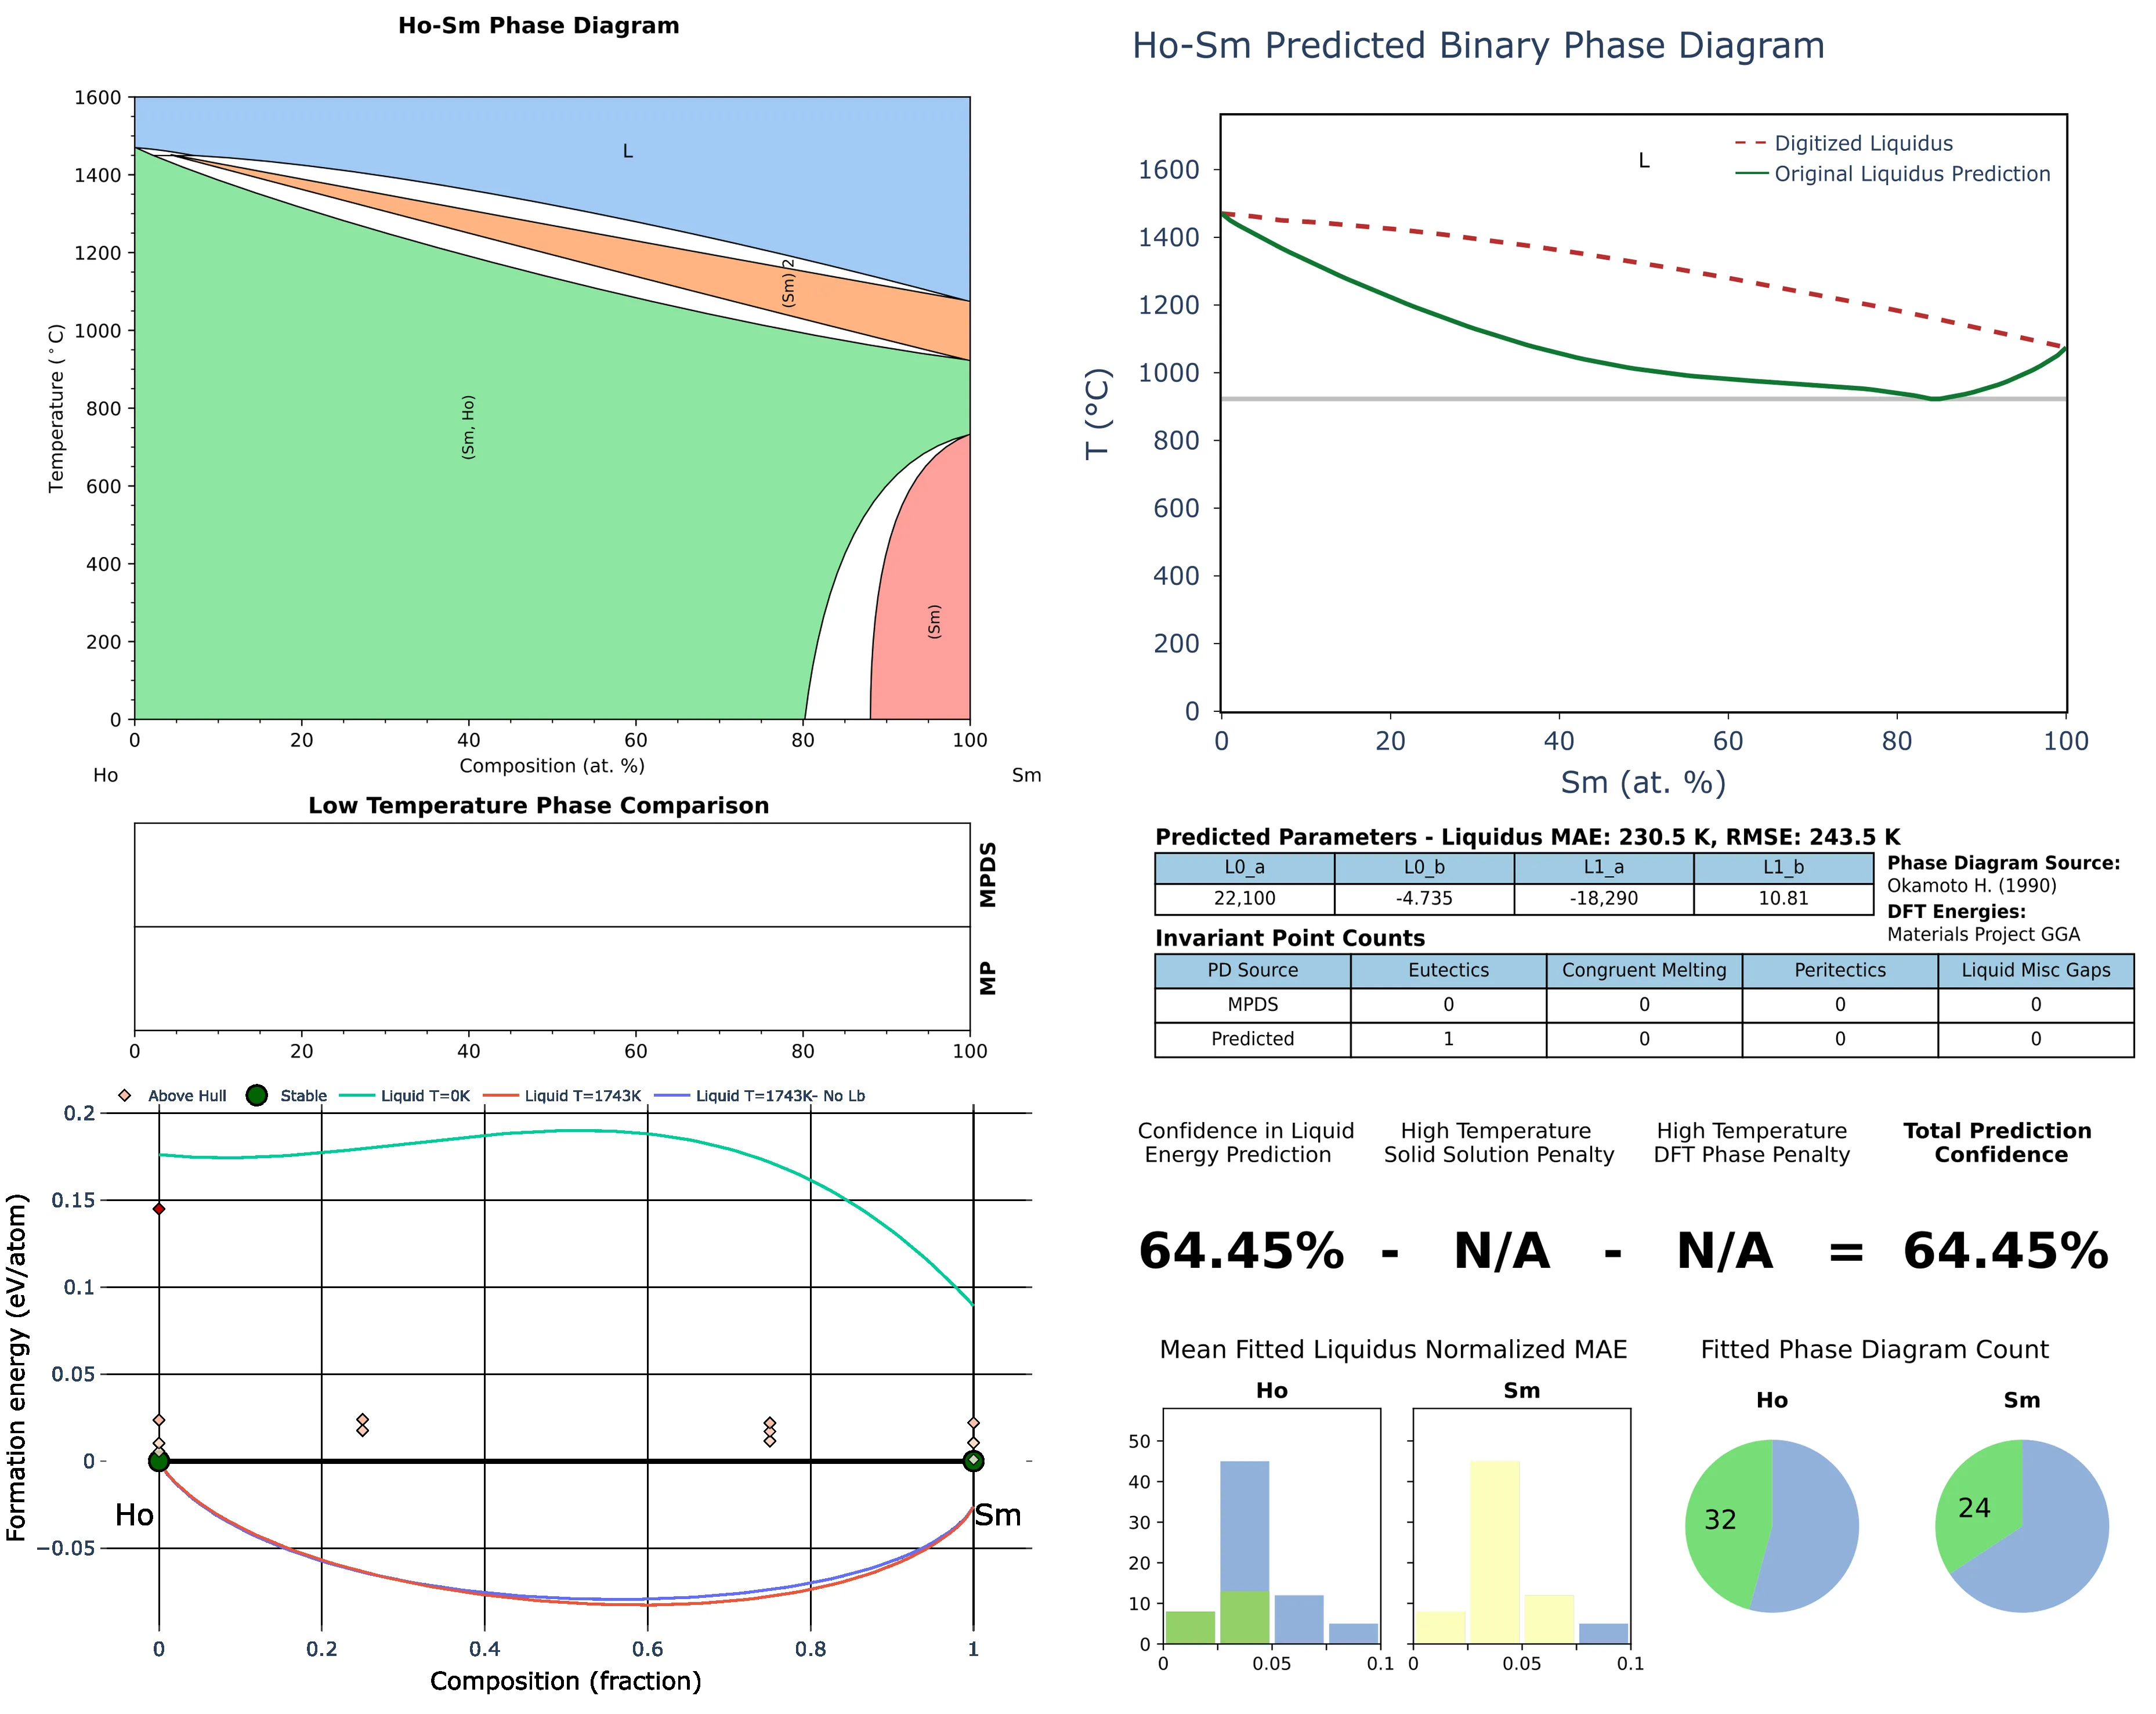 Ho-Sm Phase Diagram
1600
1400
1200
1000
800
600
400
200
0
Temperature (°C)
L
(Sm) 2
(Sm, Ho)
(Sm)
0 20 40 60 80 100
Composition (at. %)
Ho Sm
Low Temperature Phase Comparison
MPDS
MP
0 20 40 60 80 100
Above Hull Stable Liquid T=0K Liquid T=1743K Liquid T=1743K- No Lb
0.2
0.15
0.1
0.05
0
−0.05
Formation energy (eV/atom)
Ho Sm
0 0.2 0.4 0.6 0.8 1
Composition (fraction)
Ho-Sm Predicted Binary Phase Diagram
L
Digitized Liquidus
Original Liquidus Prediction
1600
1400
1200
1000
800
600
400
200
0
T (°C)
0 20 40 60 80 100
Sm (at. %)
Predicted Parameters - Liquidus MAE: 230.5 K, RMSE: 243.5 K
L0_a L0_b L1_a L1_b
22,100 -4.735 -18,290 10.81
Phase Diagram Source:
Okamoto H. (1990)
DFT Energies:
Materials Project GGA
Invariant Point Counts
PD Source Eutectics Congruent Melting Peritectics Liquid Misc Gaps
MPDS 0 0 0 0
Predicted 1 0 0 0
Confidence in Liquid
Energy Prediction
High Temperature
Solid Solution Penalty
High Temperature
DFT Phase Penalty
Total Prediction
Confidence
64.45% - N/A - N/A = 64.45%
Mean Fitted Liquidus Normalized MAE
Ho Sm
50
40
30
20
10
0
0 0.05 0.1 0 0.05 0.1
Fitted Phase Diagram Count
Ho Sm
32 24